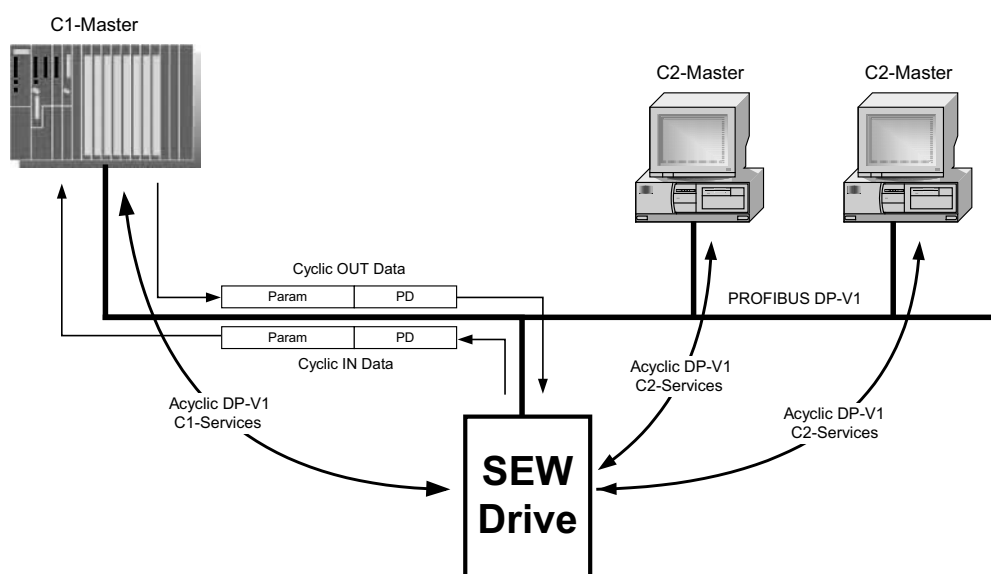 C1-Master
C2-Master
C2-Master
Cyclic OUT Data
Param
PD
PROFIBUS DP-V1
Param
PD
Cyclic IN Data
Acyclic DP-V1
C1-Services
Acyclic DP-V1
C2-Services
Acyclic DP-V1
C2-Services
SEW
Drive